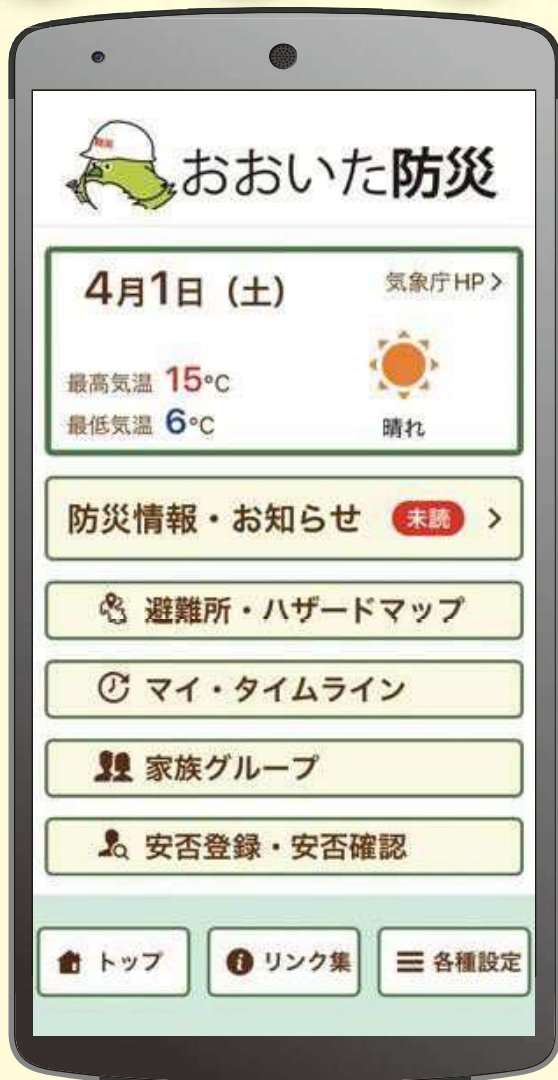 防災
おおいた防災
4月1日（土）
気象庁HP>
最高気温 15℃
最低気温 6℃
晴れ
防災情報・お知らせ 未読 >
避難所・ハザードマップ
マイ・タイムライン
家族グループ
安否登録・安否確認
トップ
リンク集
各種設定